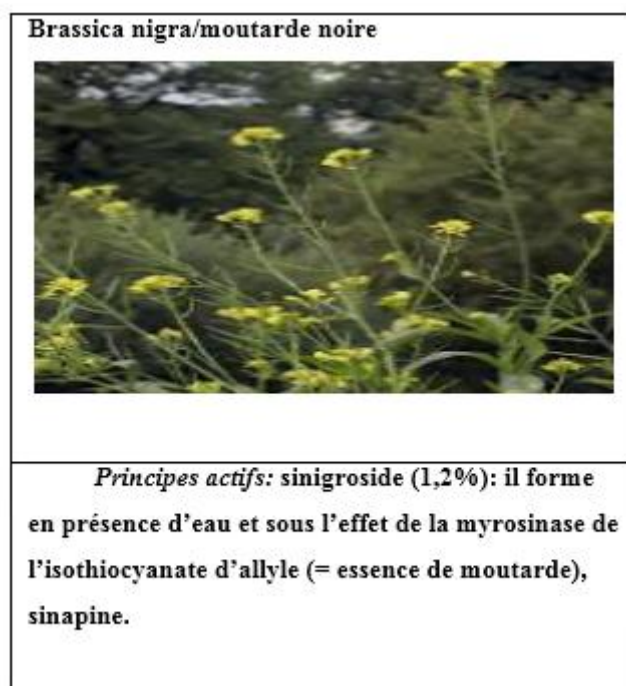 Brassica nigra/moutarde noire
Principes actifs: sinigroside (1,2%): il forme
en présence d’eau et sous l’effet de la myrosinase de
l’isothiocyanate d’allyle (= essence de moutarde),
sinapine.